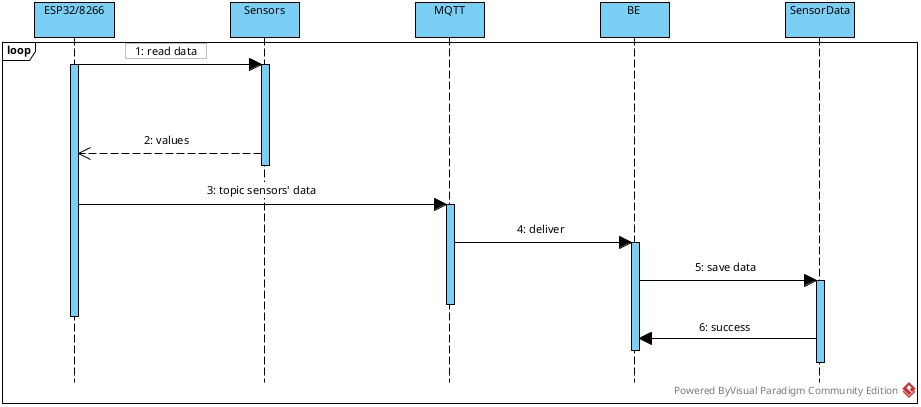 ESP32/8266
Sensors
MQTT
BE
SensorData
loop
1: read data
2: values
3: topic sensors' data
4: deliver
5: save data
6: success
Powered ByVisual Paradigm Community Edition